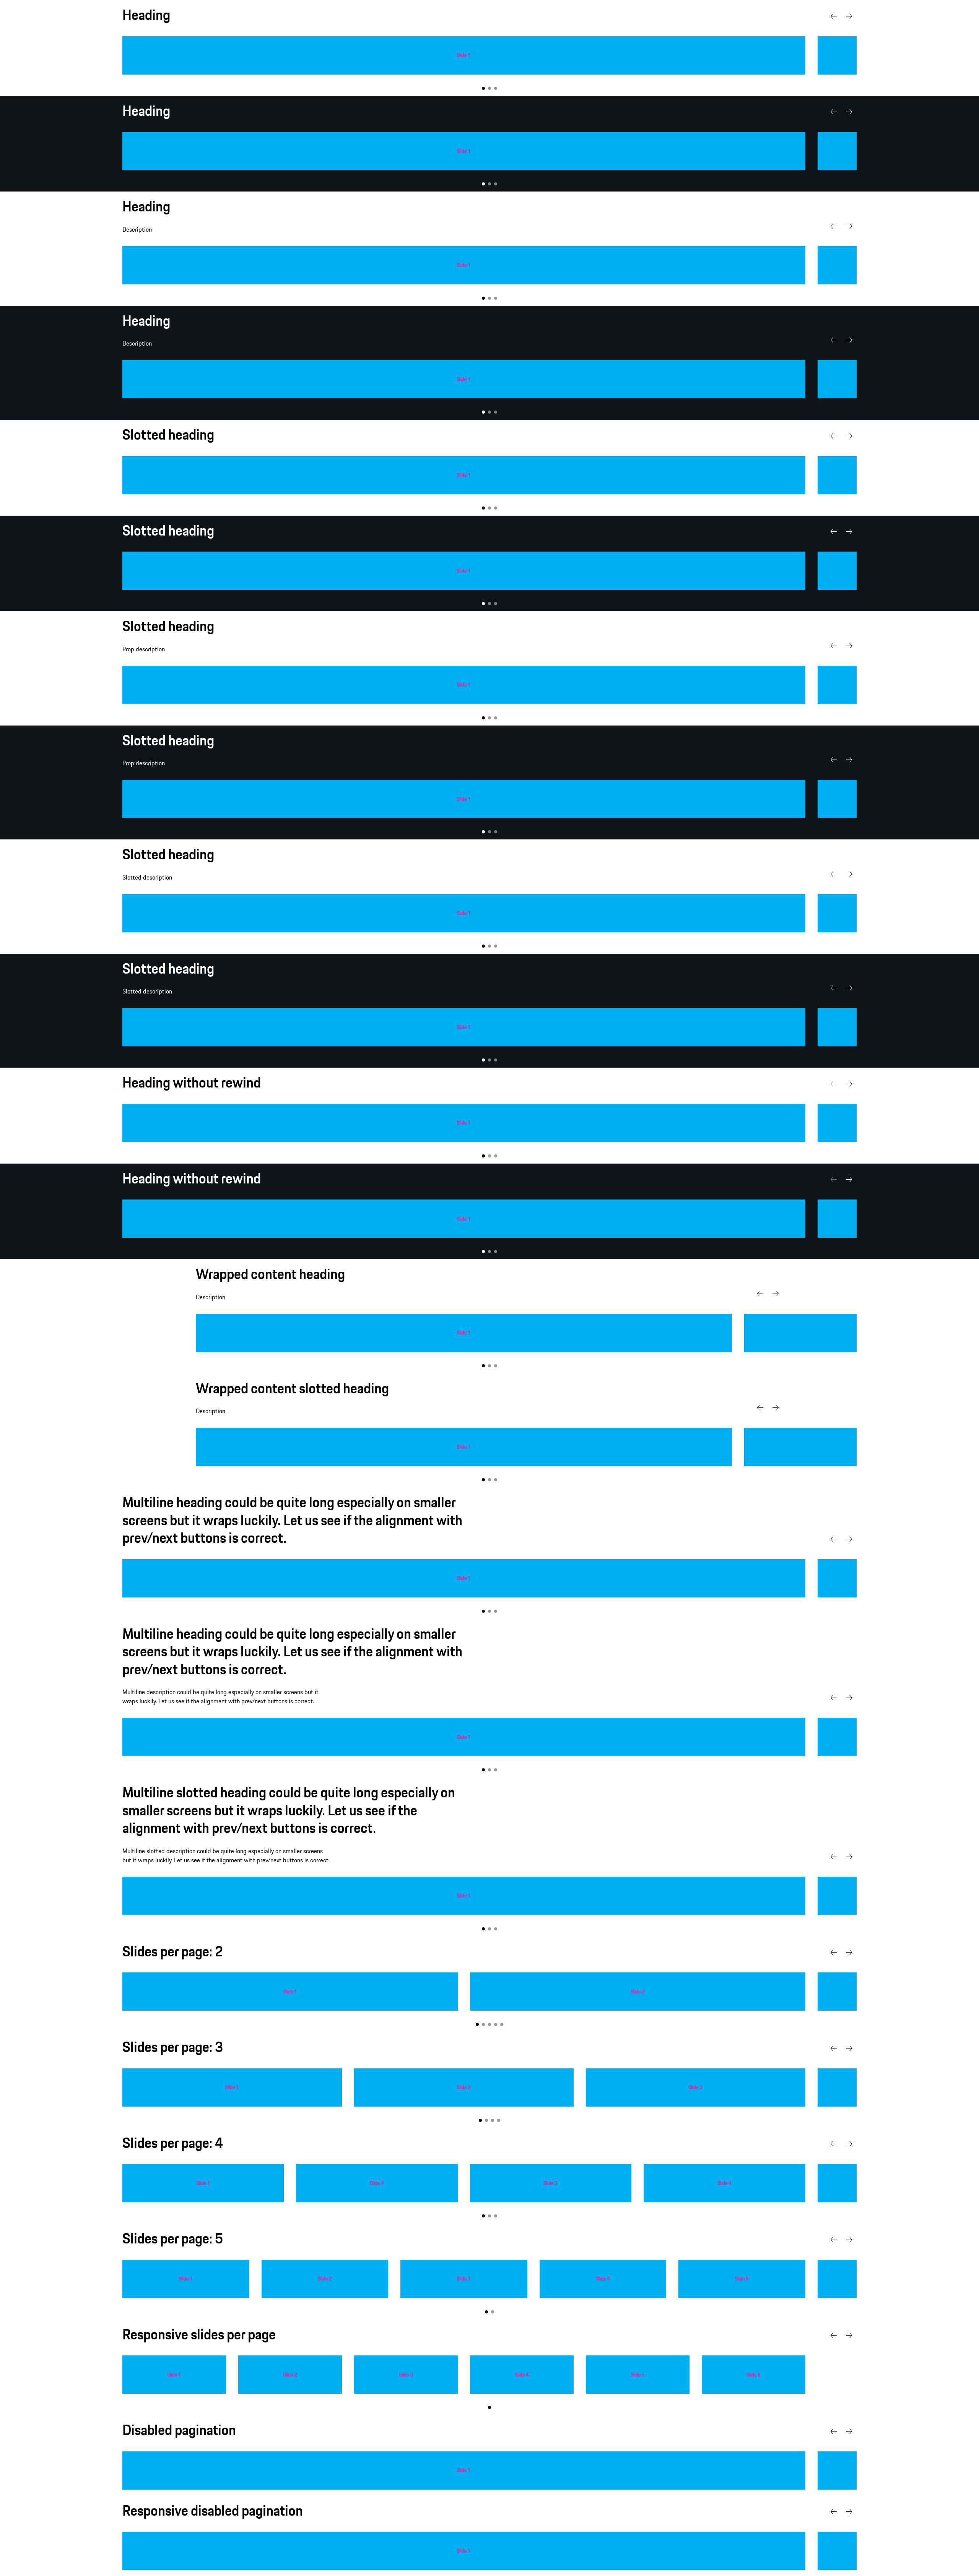 Heading
Slide 1
Heading
Slide 1
Heading
Description
Slide 1
Heading
Description
Slide 1
Slotted heading
Slide 1
Slotted heading
Slide 1
Slotted heading
Prop description
Slide 1
Slotted heading
Prop description
Slide 1
Slotted heading
Slotted description
Slide 1
Slotted heading
Slotted description
Slide 1
Heading without rewind
Slide 1
Heading without rewind
Slide 1
Wrapped content heading
Description
Slide 1
Wrapped content slotted heading
Description
Slide 1
Multiline heading could be quite long especially on smaller
screens but it wraps luckily. Let us see if the alignment with
prev/next buttons is correct.
Slide 1
Multiline heading could be quite long especially on smaller
screens but it wraps luckily. Let us see if the alignment with
prev/next buttons is correct.
Multiline description could be quite long especially on smaller screens but it
wraps luckily. Let us see if the alignment with prev/next buttons is correct.
Slide 1
Multiline slotted heading could be quite long especially on
smaller screens but it wraps luckily. Let us see if the
alignment with prev/next buttons is correct.
Multiline slotted description could be quite long especially on smaller screens
but it wraps luckily. Let us see if the alignment with prev/next buttons is correct.
Slide 1
Slides per page: 2
Slide 1 Slide 2
Slides per page: 3
Slide 1 Slide 2 Slide 3
Slides per page: 4
Slide 1 Slide 2 Slide 3 Slide 4
Slides per page: 5
Slide 1 Slide 2 Slide 3 Slide 4 Slide 5
Responsive slides per page
Slide 1 Slide 2 Slide 3 Slide 4 Slide 5 Slide 6
Disabled pagination
Slide 1
Responsive disabled pagination
Slide 1